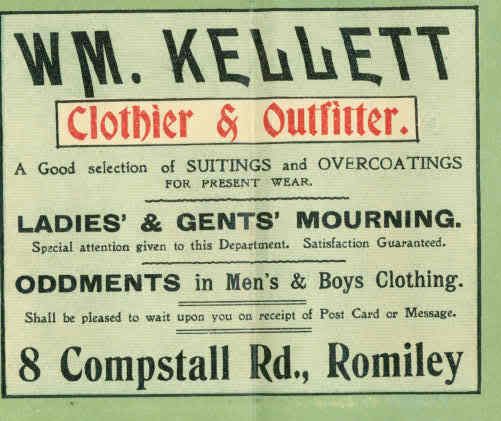 WM. KELLETT
Clothier & Outfitter.
A Good selection of SUITINGS and OVERCOATINGS
FOR PRESENT WEAR.
LADIES' & GENTS' MOURNING.
Special attention given to this Department. Satisfaction Guaranteed.
ODDMENTS in Men's & Boys Clothing.
Shall be pleased to wait upon you on receipt of Post Card or Message.
8 Compstall Rd., Romiley